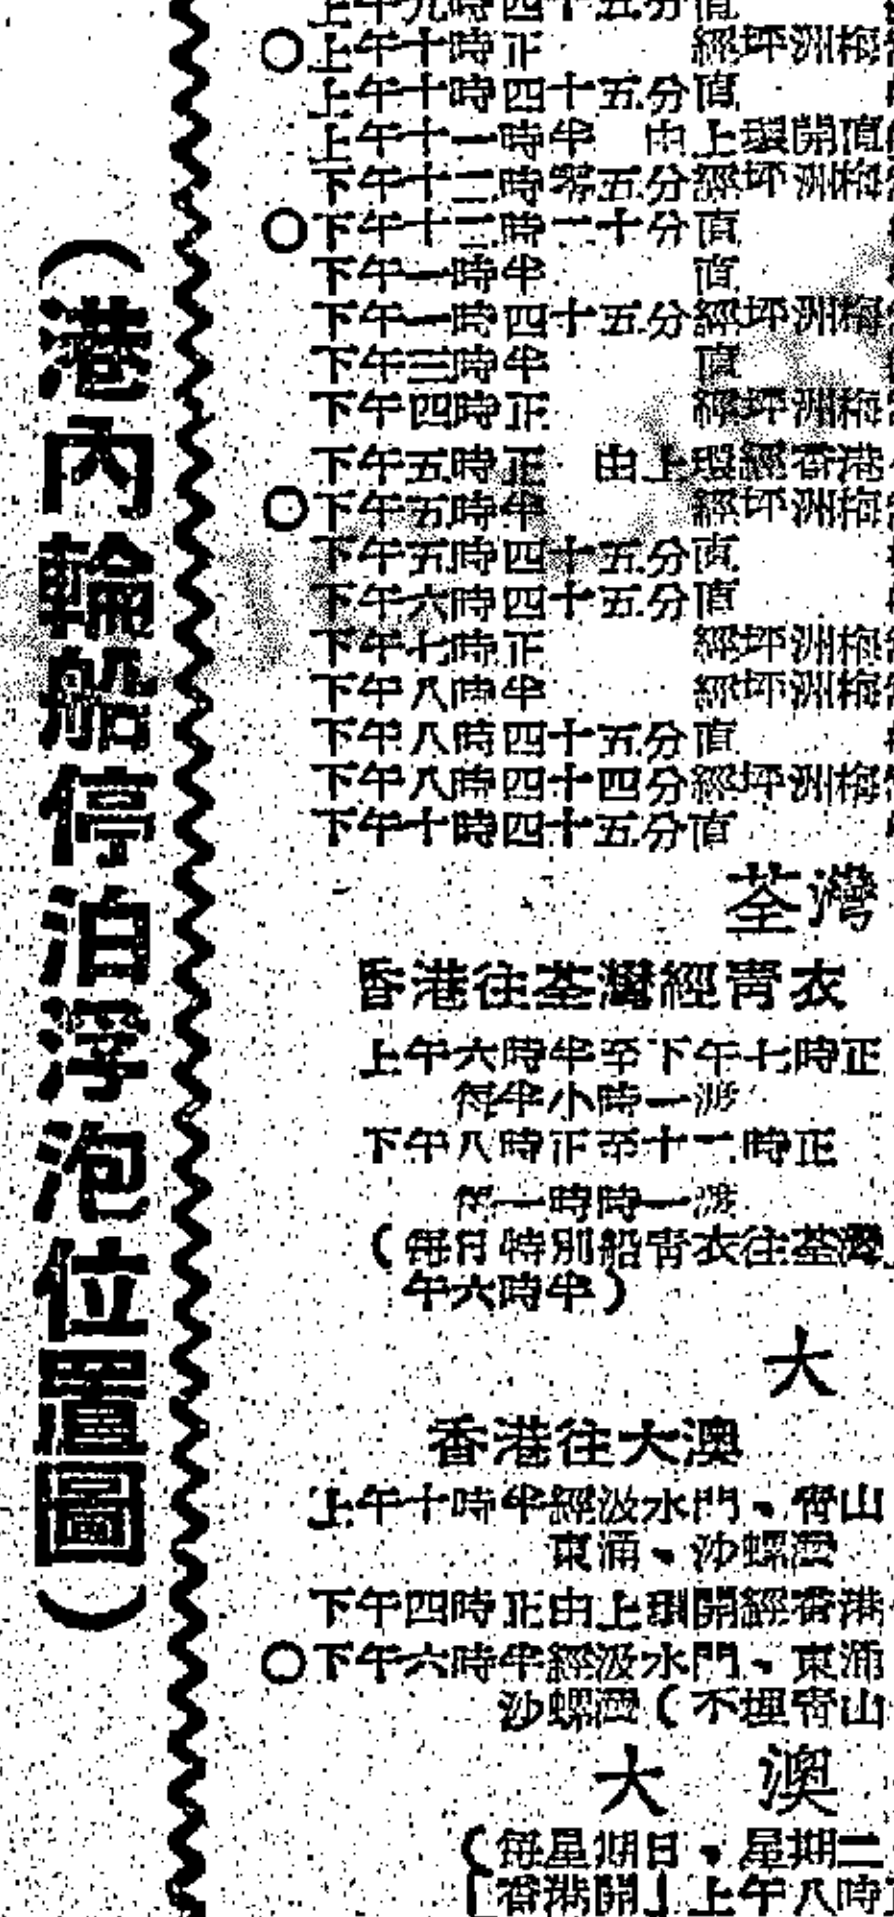 （港內輪船停泊浮泡位置圖）
上午九時四十五分直
○上午十時正 經坪洲梅
上午十時四十五分直
上午十一時半 由上環開直
下午十二時零五分經坪洲梅
○下午十二時二十分直
下午一時半 直
下午一時四十五分經坪洲梅
下午三時半 直
下午四時正 經坪洲梅
下午五時正 由上環經香港
○下午五時半 經坪洲梅
下午五時四十五分直
下午六時四十五分直
下午七時正 經坪洲梅
下午八時半 經坪洲梅
下午八時四十五分直
下午八時四十四分經坪洲梅
下午十時四十五分直
荃灣
香港往荃灣經青衣
上午六時半至下午七時正
每半小時一渡
下午八時正至十一時正
每一時時一渡
（每日特別船青衣往荃灣
午六時半）
大
香港往大澳
上午十時半經汲水門、青山
東涌、沙螺灣
下午四時正由上環開經香港
○下午六時半經汲水門、東涌
沙螺灣（不埋青山
大 澳
（每星期日，星期二
「香港開」上午八時